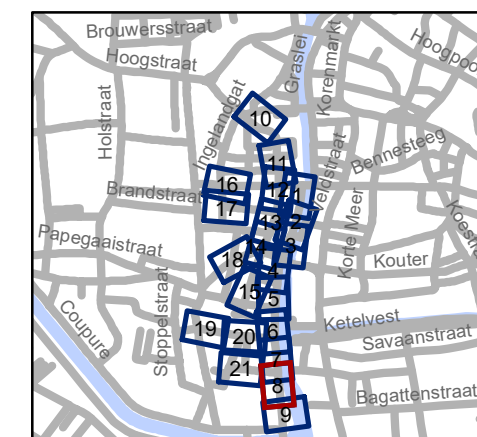 Brouwersstraat
Hoogstraat
Graslei
Korenmarkt
Hoogpoo
Holstraat
Ingelandgat
10
Bennesteeg
11
16
12
1
Veldstraat
Brandstraat
17
13
2
Korte Meer
Koestra
Papegaaistraat
14
3
18
4
Kouter
15
5
Coupure
Stoppelstraat
19
20
6
Ketelvest
Savaanstraat
21
7
8
Bagattenstraat
9